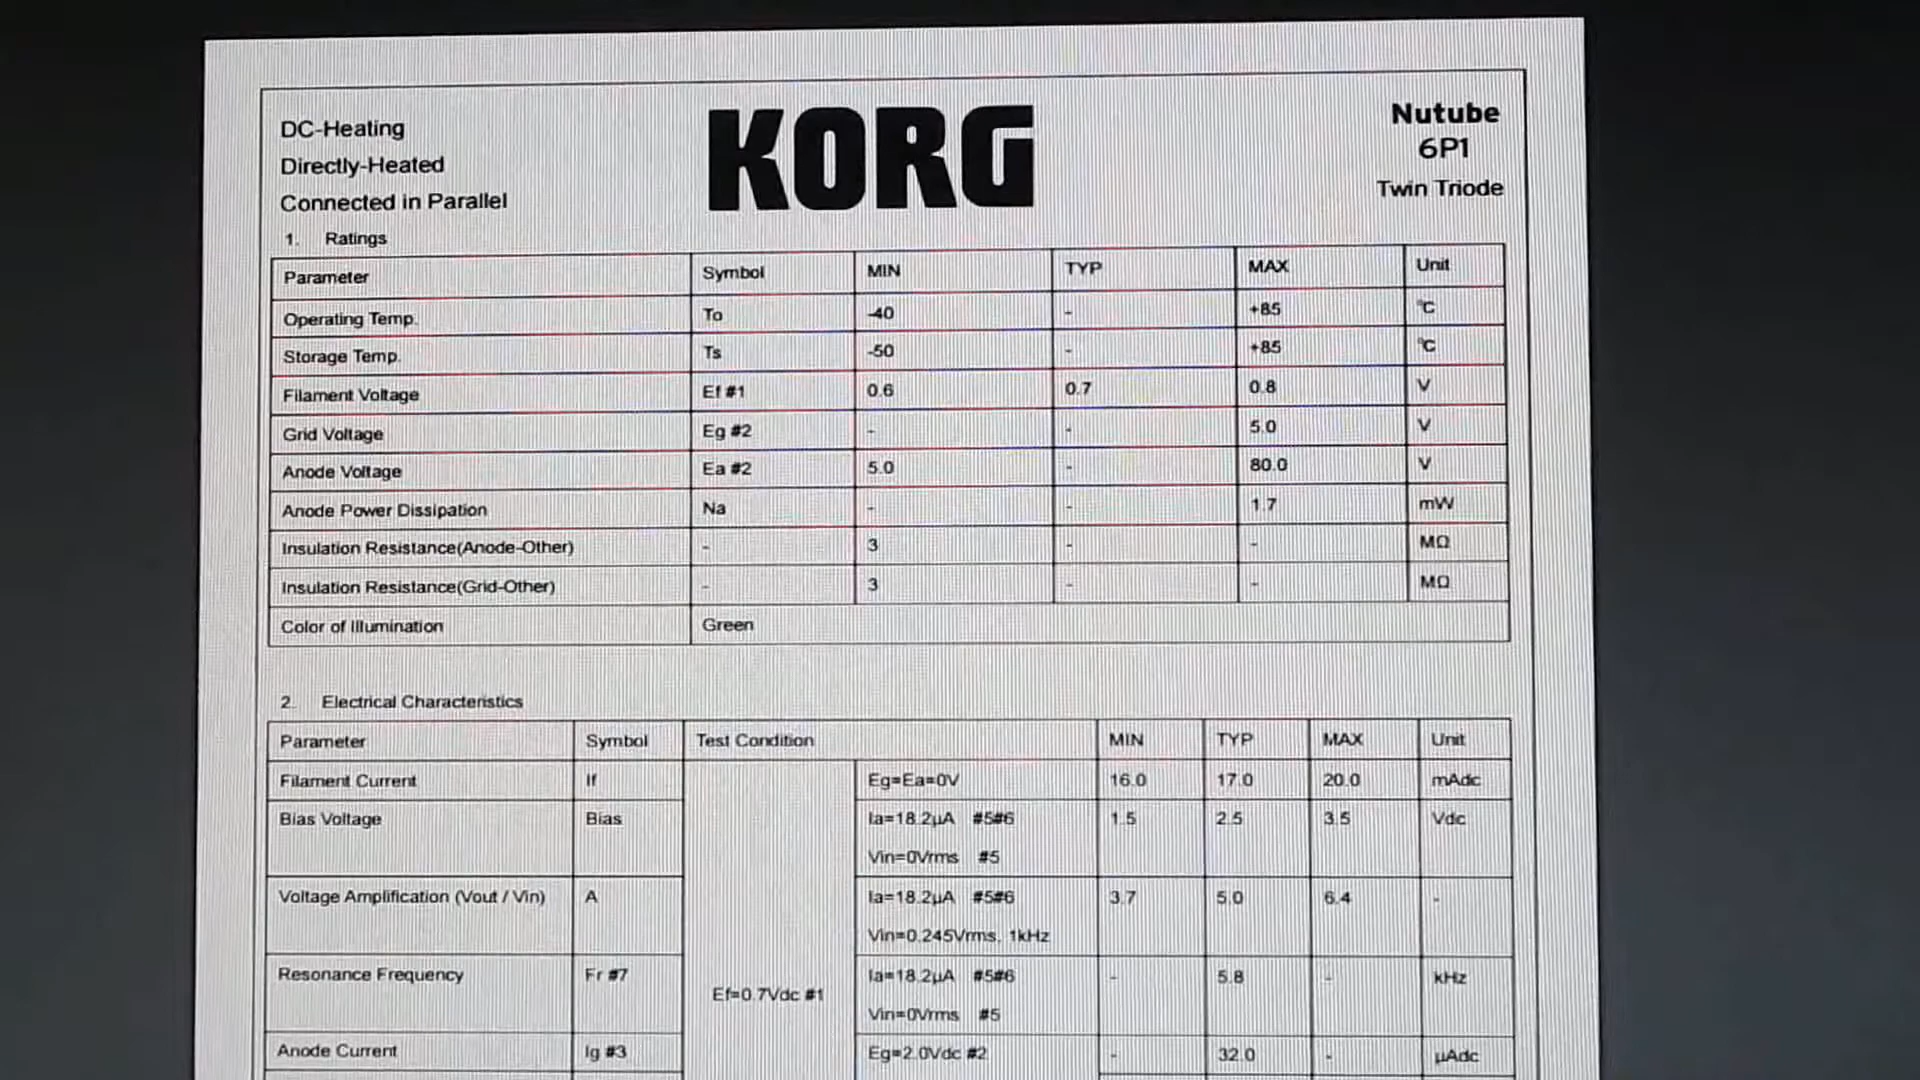 DC-Heating
Directly-Heated
Connected in Parallel
KORG
Nutube
6P1
Twin Triode
1. Ratings
Parameter Symbol MIN TYP MAX Unit
Operating Temp. To -40 - +85 ℃
Storage Temp. Ts -50 - +85 ℃
Filament Voltage Ef #1 0.6 0.7 0.8 V
Grid Voltage Eg #2 - - 5.0 V
Anode Voltage Ea #2 5.0 - 80.0 V
Anode Power Dissipation Na - - 1.7 mW
Insulation Resistance(Anode-Other) - 3 - - MΩ
Insulation Resistance(Grid-Other) - 3 - - MΩ
Color of Illumination Green
2. Electrical Characteristics
Parameter Symbol Test Condition MIN TYP MAX Unit
Filament Current If Eg=Ea=0V 16.0 17.0 20.0 mAdc
Bias Voltage Bias Ia=18.2μA #5#6 1.5 2.5 3.5 Vdc
Vin=0Vrms #5
Voltage Amplification (Vout / Vin) A Ia=18.2μA #5#6 3.7 5.0 6.4 -
Vin=0.245Vrms, 1kHz
Resonance Frequency Fr #7 Ia=18.2μA #5#6 - 5.8 - kHz
Ef=0.7Vdc #1
Vin=0Vrms #5
Anode Current Ig #3 Eg=2.0Vdc #2 - 32.0 - μAdc